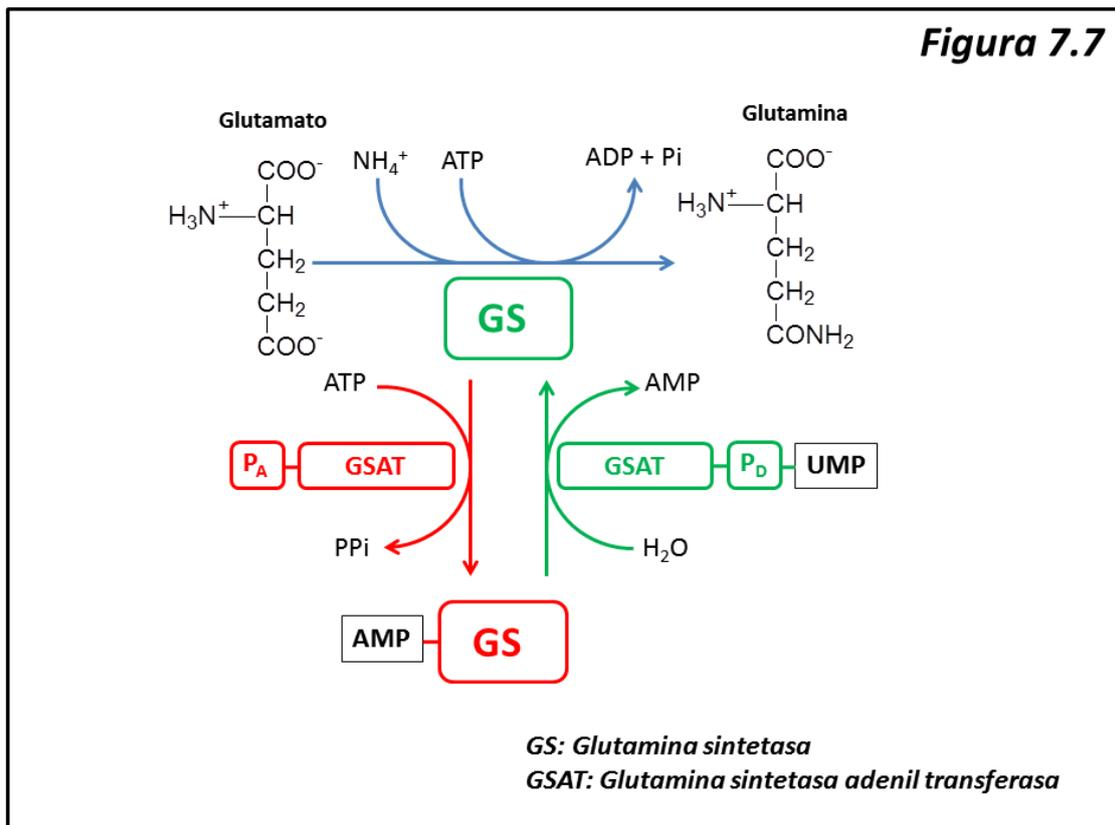 Figura 7.7
Glutamato
Glutamina
COO⁻
H₃N⁺—CH
CH₂
CH₂
COO⁻
NH₄⁺
ATP
ADP + Pi
COO⁻
H₃N⁺—CH
CH₂
CH₂
CONH₂
GS
ATP
AMP
P_A
GSAT
GSAT
P_D
UMP
PPi
H₂O
AMP
GS
GS: Glutamina sintetasa
GSAT: Glutamina sintetasa adenil transferasa